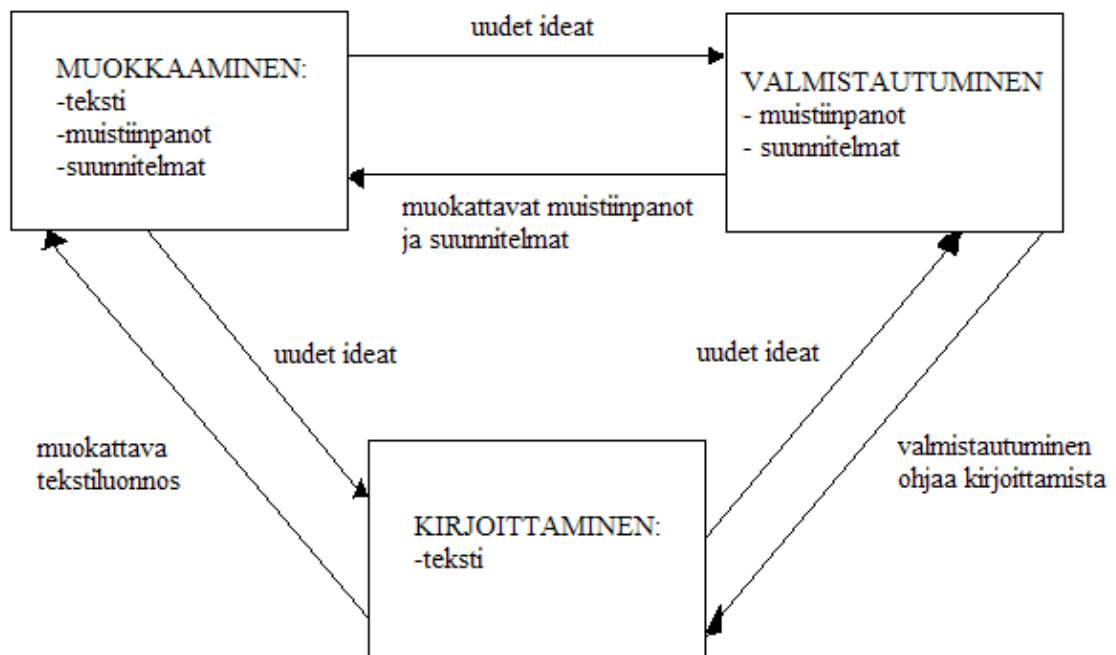 uudet ideat
MUOKKAAMINEN:
-teksti
-muistiinpanot
-suunnitelmat
VALMISTAUTUMINEN
- muistiinpanot
- suunnitelmat
muokattavat muistiinpanot
ja suunnitelmat
uudet ideat
uudet ideat
muokattava
tekstiluonnos
valmistautuminen
ohjaa kirjoittamista
KIRJOITTAMINEN:
-teksti